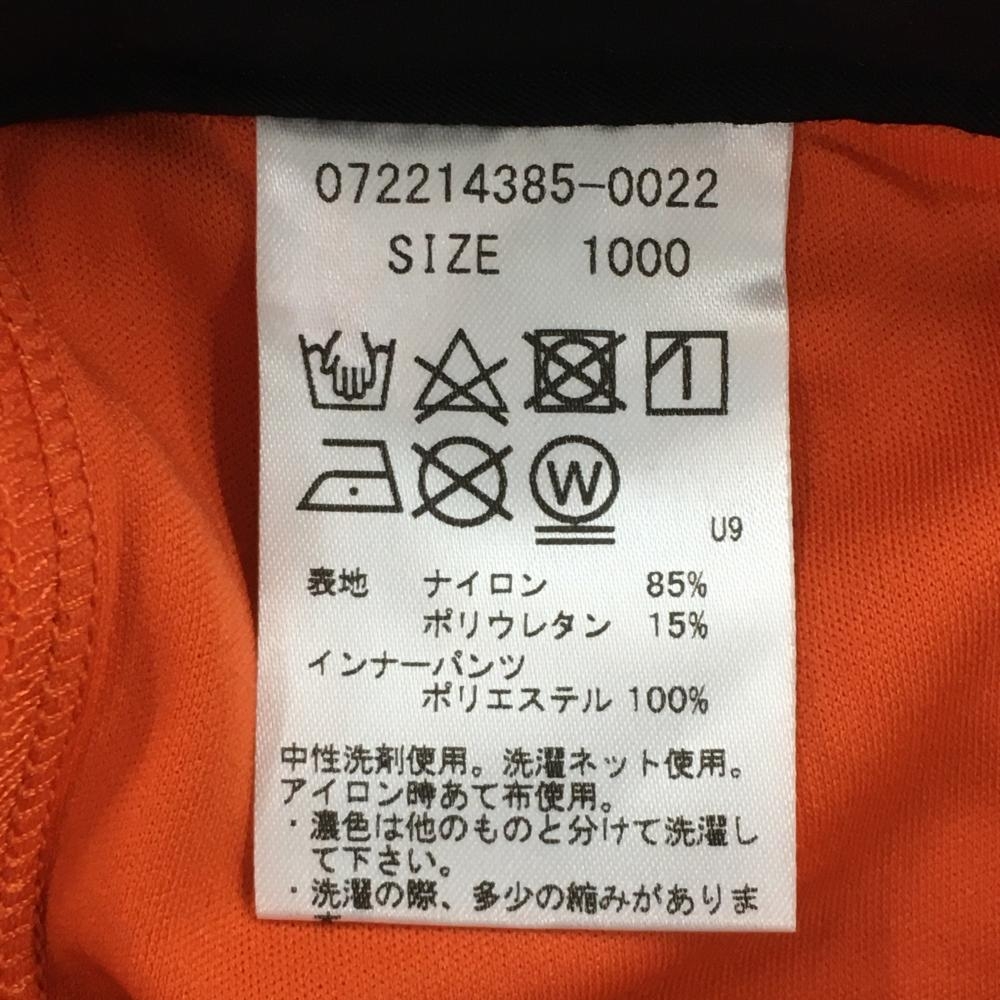 072214385-0022
SIZE 1000
W
U9
表地 ナイロン 85%
ポリウレタン 15%
インナーパンツ
ポリエステル 100%
中性洗剤使用。洗濯ネット使用。
アイロン時あて布使用。
・濃色は他のものと分けて洗濯し
て下さい。
・洗濯の際、多少の縮みがありま